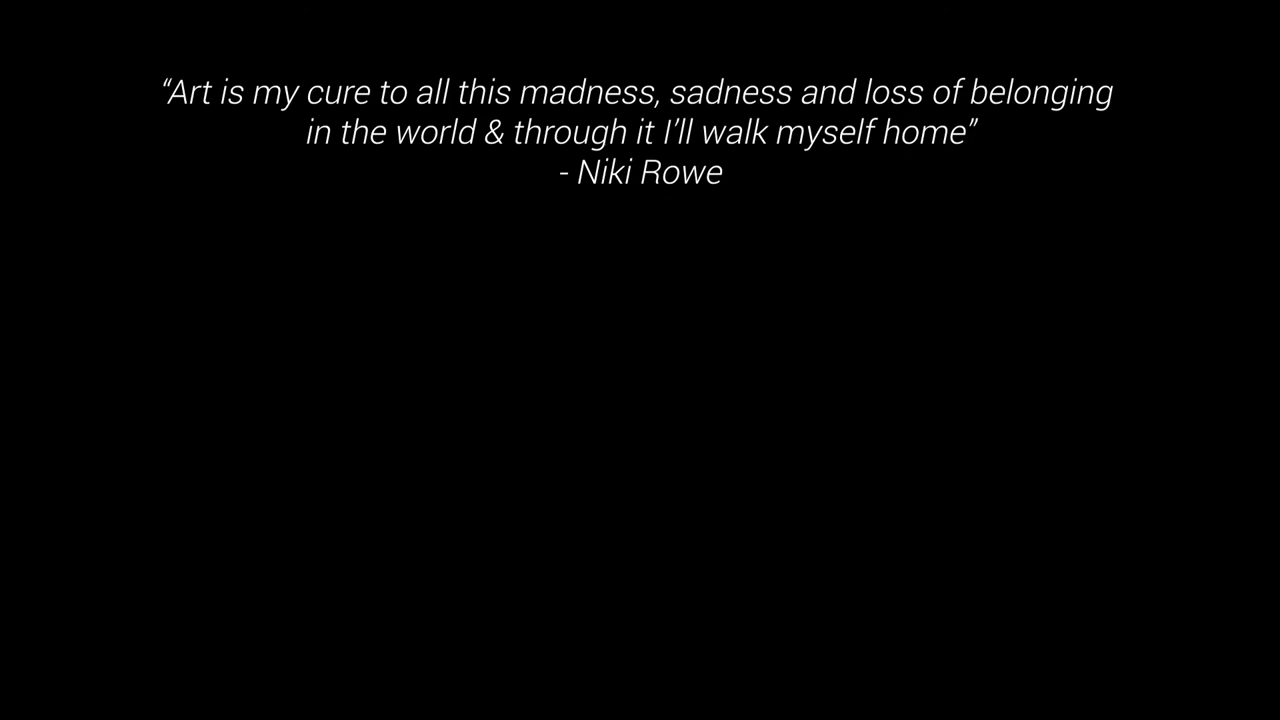 “Art is my cure to all this madness, sadness and loss of belonging
in the world & through it I’ll walk myself home”
- Niki Rowe